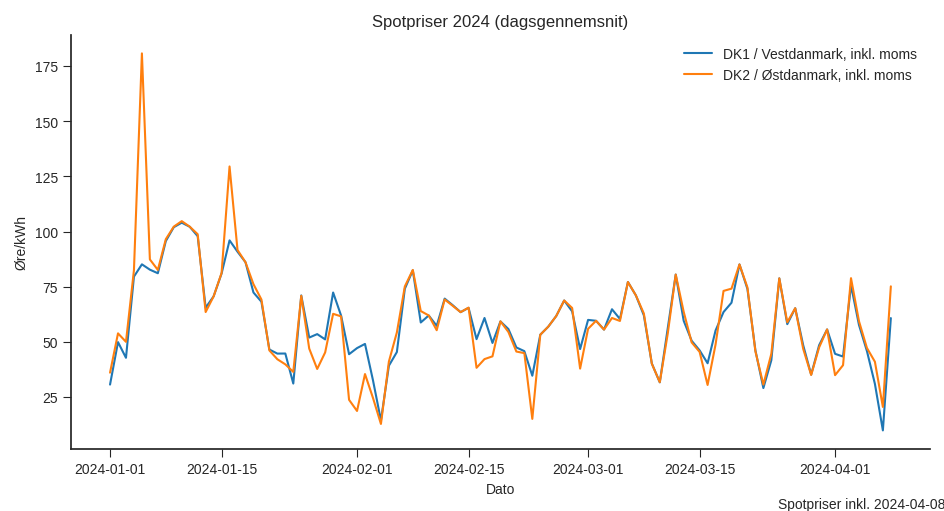 Spotpriser 2024 (dagsgennemsnit)
DK1 / Vestdanmark, inkl. moms
DK2 / Østdanmark, inkl. moms
Øre/kWh
175
150
125
100
75
50
25
2024-01-01
2024-01-15
2024-02-01
2024-02-15
2024-03-01
2024-03-15
2024-04-01
Dato
Spotpriser inkl. 2024-04-08